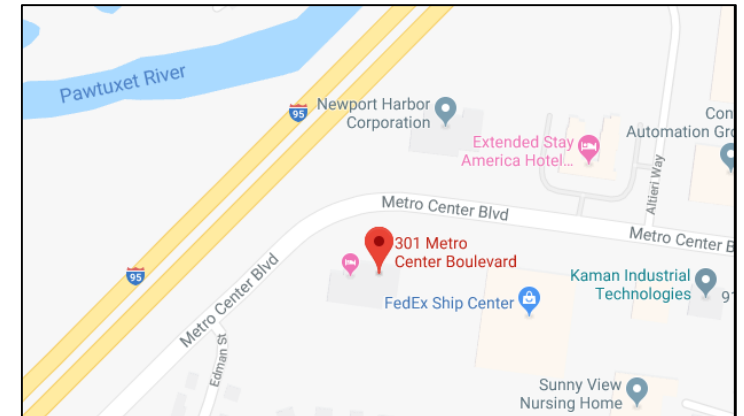 Pawtuxet River
95
Newport Harbor
Corporation
Con
Automation Gro
Extended Stay
America Hotel...
Altieri Way
Metro Center Blvd
Metro Center B
301 Metro
Center Boulevard
95
Kaman Industrial
Technologies
91
FedEx Ship Center
Metro Center Blvd
Edman St
Sunny View
Nursing Home